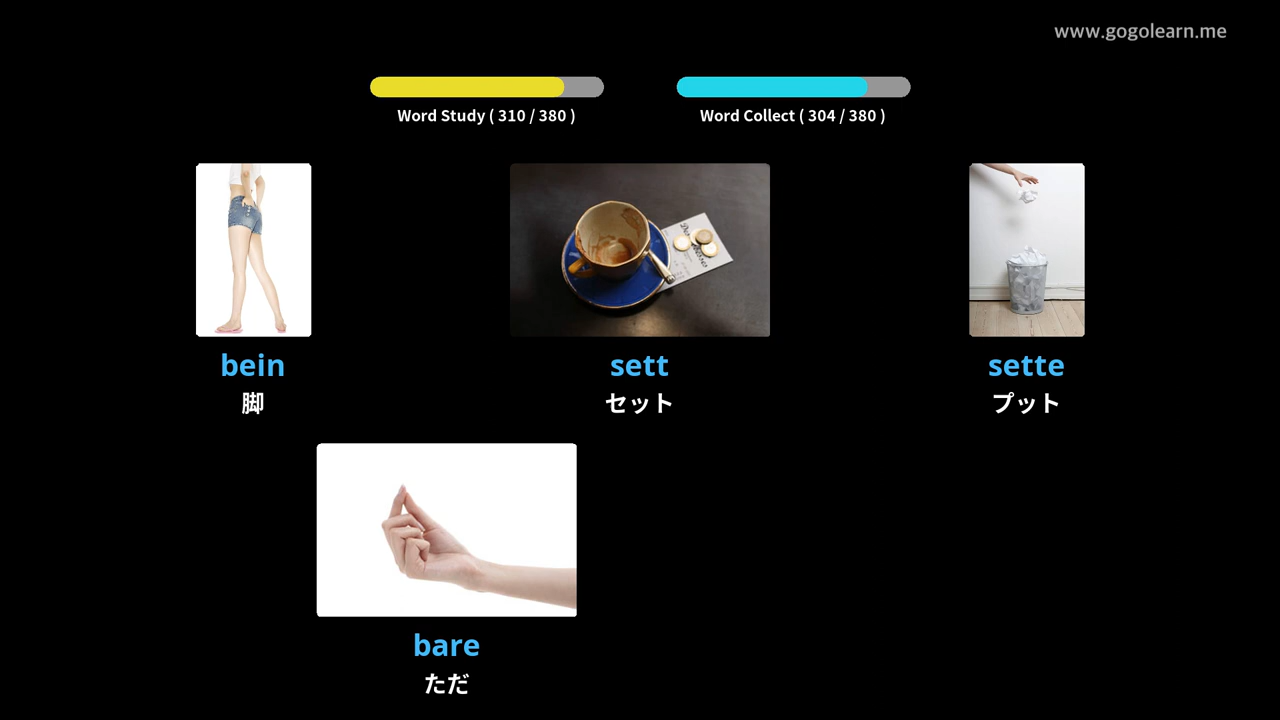 www.gogolearn.me
Word Study ( 310 / 380 )
Word Collect ( 304 / 380 )
bein
脚
sett
セット
sette
プット
bare
ただ